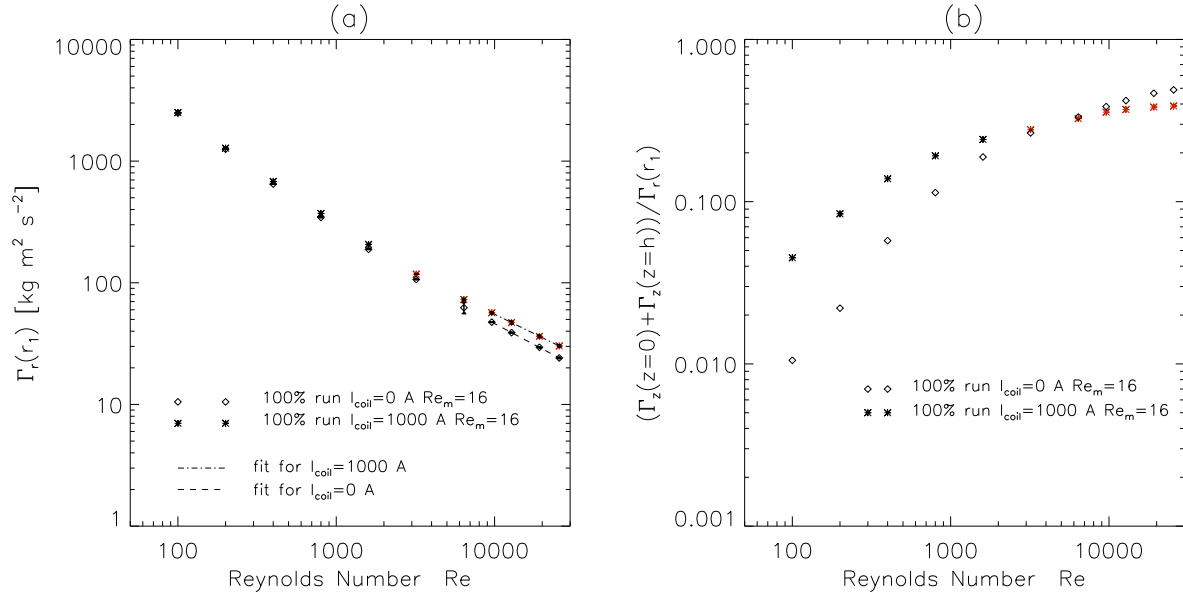 (a)
10000
1000
100
10
1
Γr(r1) [kg m2 s−2]
100% run Icoil=0 A Rem=16
100% run Icoil=1000 A Rem=16
fit for Icoil=1000 A
fit for Icoil=0 A
100 1000 10000
Reynolds Number Re
(b)
1.000
0.100
0.010
0.001
(Γz(z=0)+Γz(z=h))/Γr(r1)
100% run Icoil=0 A Rem=16
100% run Icoil=1000 A Rem=16
100 1000 10000
Reynolds Number Re